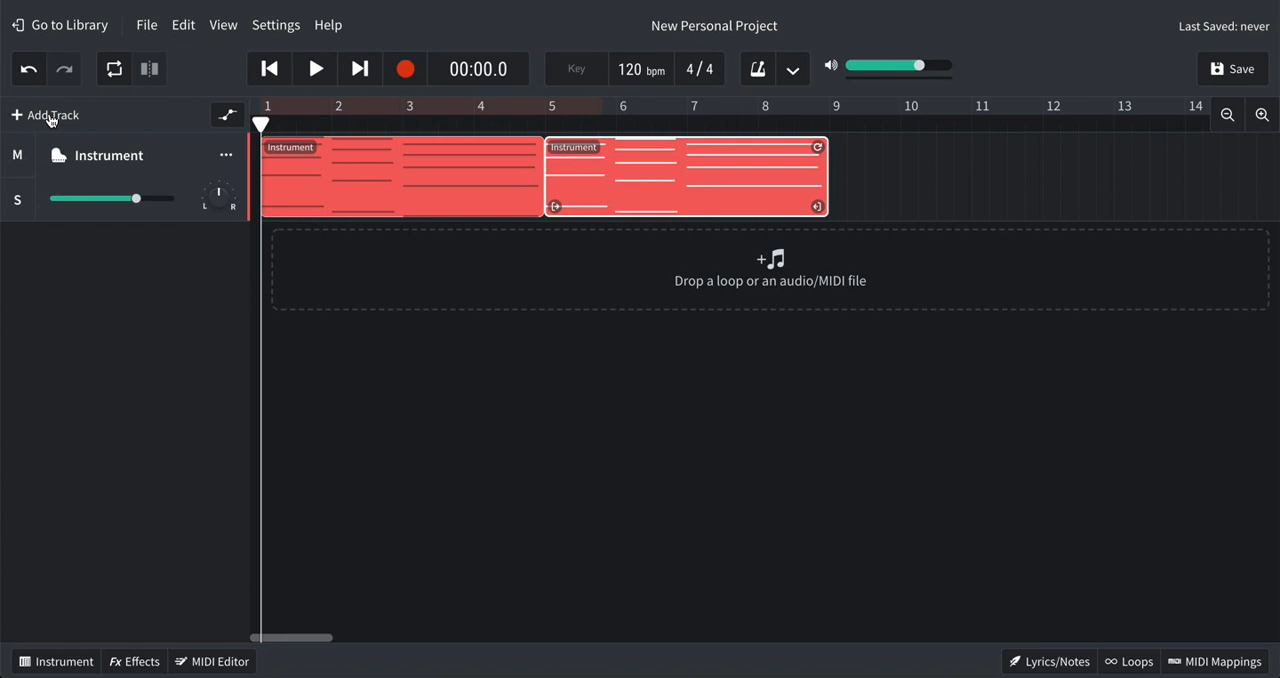 Go to Library File Edit View Settings Help New Personal Project Last Saved: never
00:00.0 Key 120 bpm 4 / 4 Save
+ Add Track 1 2 3 4 5 6 7 8 9 10 11 12 13 14
M Instrument ... Instrument Instrument
S L R
Drop a loop or an audio/MIDI file
Instrument Fx Effects MIDI Editor Lyrics/Notes Loops MIDI Mappings